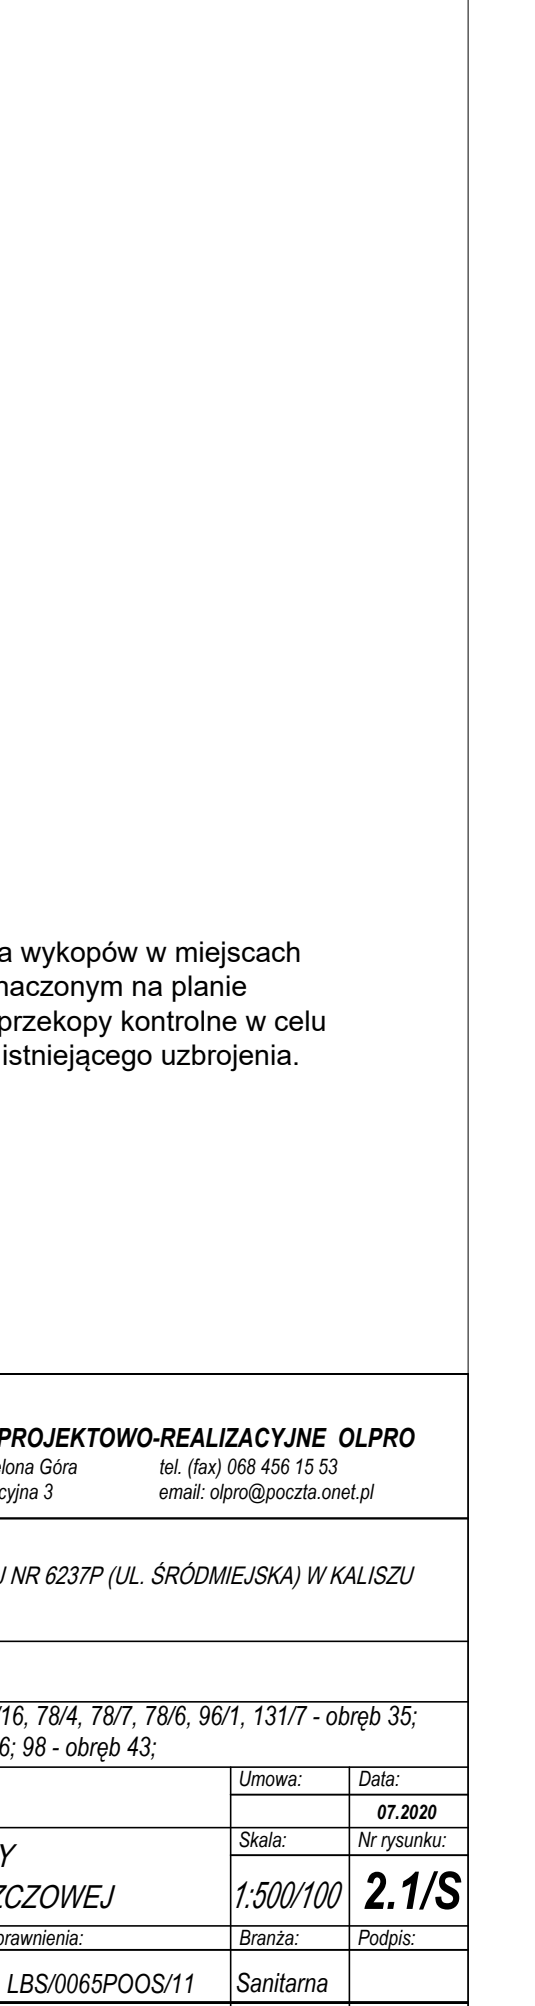 a wykopów w miejscach
naczonym na planie
przekopy kontrolne w celu
istniejącego uzbrojenia.
PROJEKTOWO-REALIZACYJNE OLPRO
elona Góra tel. (fax) 068 456 15 53
cyjna 3 email: olpro@poczta.onet.pl
U NR 6237P (UL. ŚRÓDMIEJSKA) W KALISZU
/16, 78/4, 78/7, 78/6, 96/1, 131/7 - obręb 35;
6; 98 - obręb 43;
Umowa: Data:
07.2020
Skala: Nr rysunku:
Y
ZCZOWEJ 1:500/100 2.1/S
prawnienia: Branża: Podpis:
LBS/0065POOS/11 Sanitarna